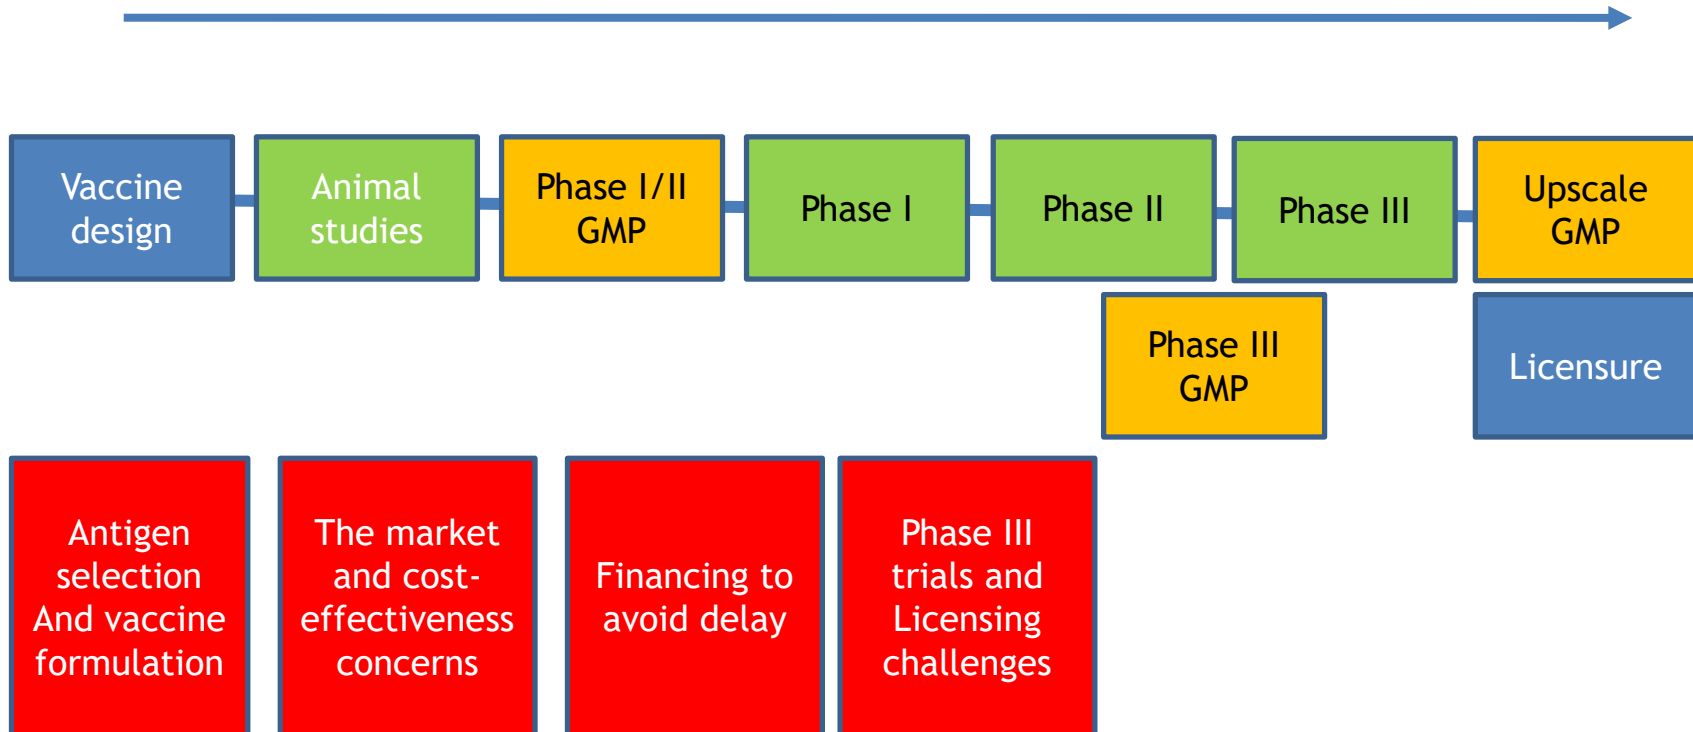 Vaccine
design
Animal
studies
Phase I/II
GMP
Phase I
Phase II
Phase III
Upscale
GMP
Phase III
GMP
Licensure
Antigen
selection
And vaccine
formulation
The market
and cost-
effectiveness
concerns
Financing to
avoid delay
Phase III
trials and
Licensing
challenges